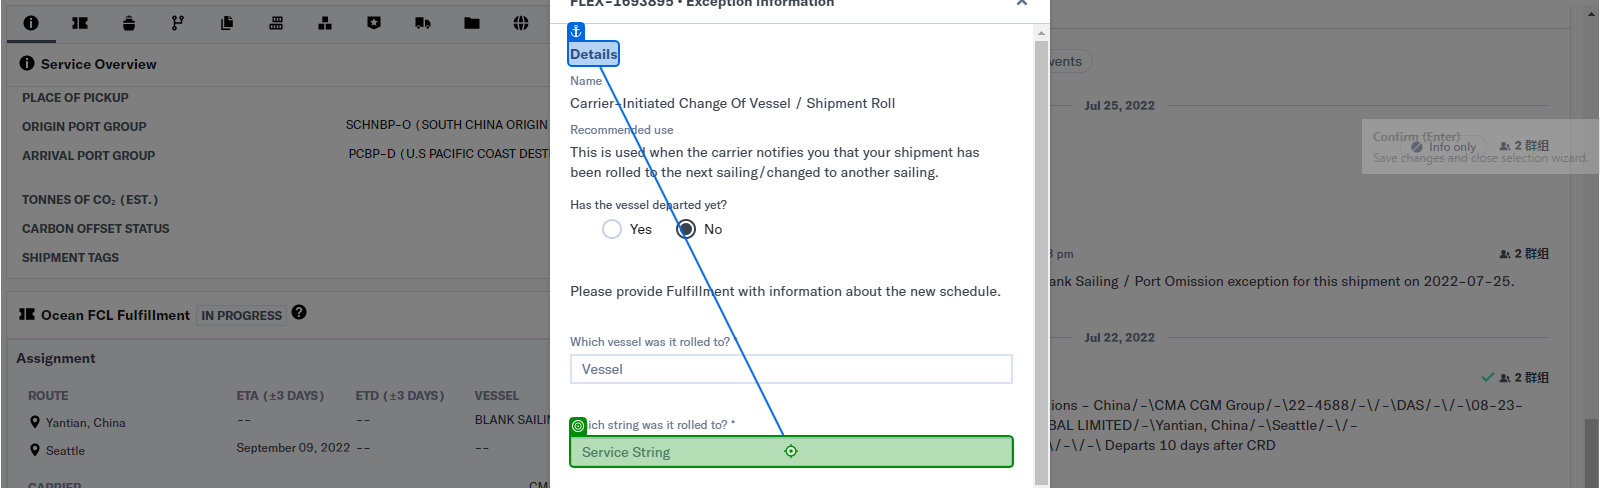 FLEX-1693895 • Exception Information
Service Overview
PLACE OF PICKUP
ORIGIN PORT GROUP
SCHNBP-O (SOUTH CHINA ORIGIN
ARRIVAL PORT GROUP
PCBP-D (U.S PACIFIC COAST DEST
TONNES OF CO₂ (EST.)
CARBON OFFSET STATUS
SHIPMENT TAGS
Ocean FCL Fulfillment IN PROGRESS
Assignment
ROUTE ETA (±3 DAYS) ETD (±3 DAYS) VESSEL
Yantian, China -- -- BLANK SAILIN
Seattle September 09, 2022 -- --
CARRIER CM
Details
Name
Carrier-Initiated Change Of Vessel / Shipment Roll
Recommended use
This is used when the carrier notifies you that your shipment has
been rolled to the next sailing/changed to another sailing.
Has the vessel departed yet?
Yes No
Please provide Fulfillment with information about the new schedule.
Which vessel was it rolled to? *
Vessel
ich string was it rolled to? *
Service String
vents
Jul 25, 2022
Confirm (Enter)
Info only
2 群组
Save changes and close selection wizard.
3 pm
2 群组
ank Sailing / Port Omission exception for this shipment on 2022-07-25.
Jul 22, 2022
2 群组
ions - China/-\CMA CGM Group/-\22-4588/-\/-\DAS/-\/-\08-23-
BAL LIMITED/-\Yantian, China/-\Seattle/-\/-
\/-\/-\ Departs 10 days after CRD